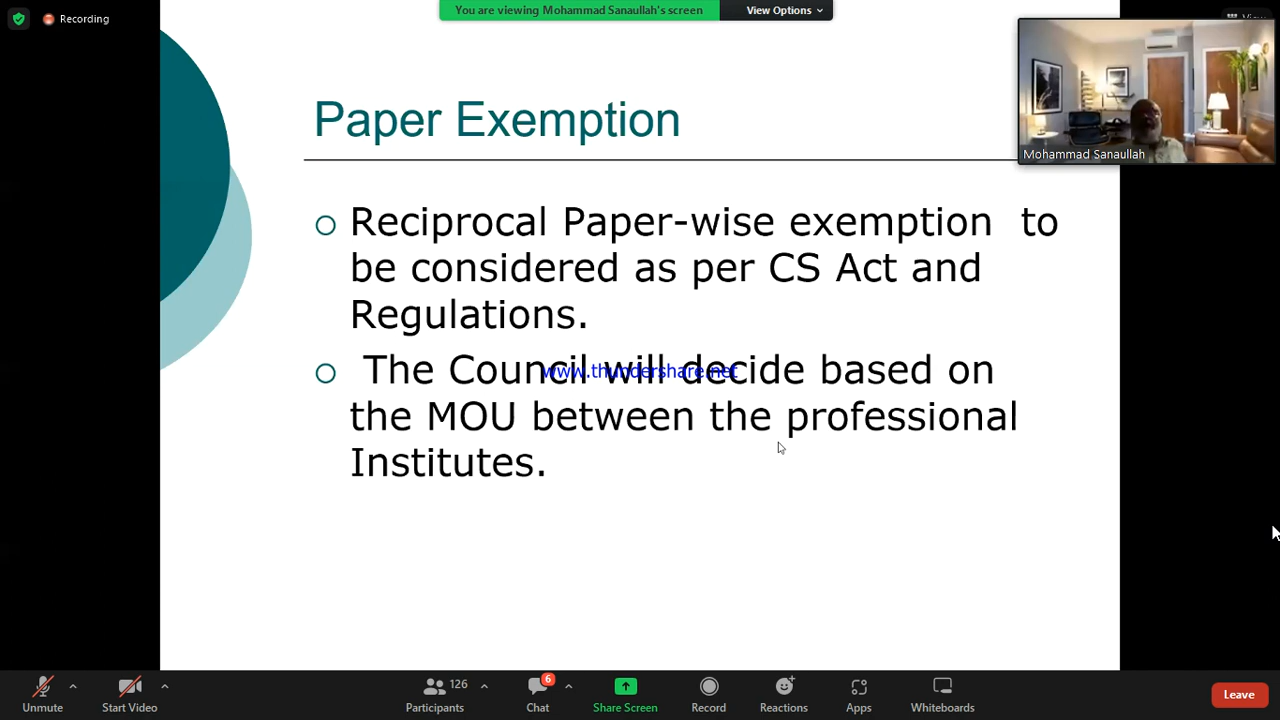 Recording
You are viewing Mohammad Sanaullah's screen
View Options
View
Mohammad Sanaullah
Paper Exemption
Reciprocal Paper-wise exemption to
be considered as per CS Act and
Regulations.
The Council will decide based on
www.thundershare.net
the MOU between the professional
Institutes.
Unmute
Start Video
126
Participants
6
Chat
Share Screen
Record
Reactions
Apps
Whiteboards
Leave